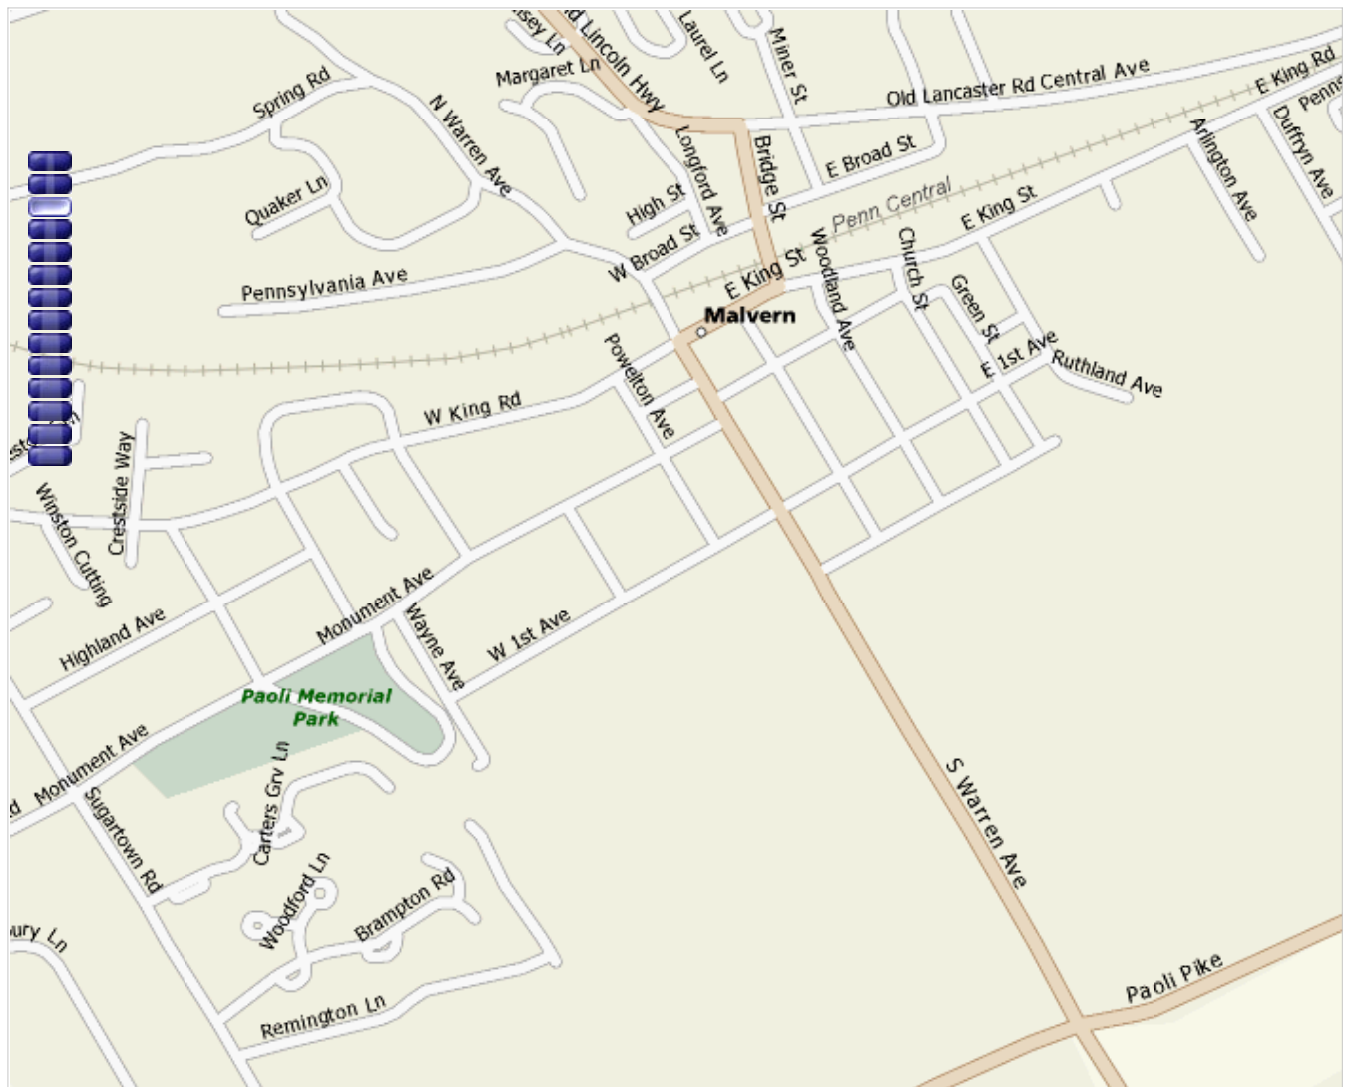 Lincoln Hwy
Laurel Ln
Miner St
Margaret Ln
Spring Rd
N Warren Ave
Old Lancaster Rd Central Ave
E King Rd
Longford Ave
Bridge St
E Broad St
Arlington Ave
Duffryn Ave
Quaker Ln
High St
Penn Central
E King St
W Broad St
Woodland Ave
Church St
Pennsylvania Ave
E King St
Green St
Malvern
Powelton Ave
E 1st Ave
Ruthland Ave
W King Rd
Crestside Way
Winston Cutting
Monument Ave
Highland Ave
Wayne Ave
W 1st Ave
Paoli Memorial
Park
Monument Ave
Carters Grv Ln
Sugartown Rd
S Warren Ave
Woodford Ln
Brampton Rd
Paoli Pike
Remington Ln